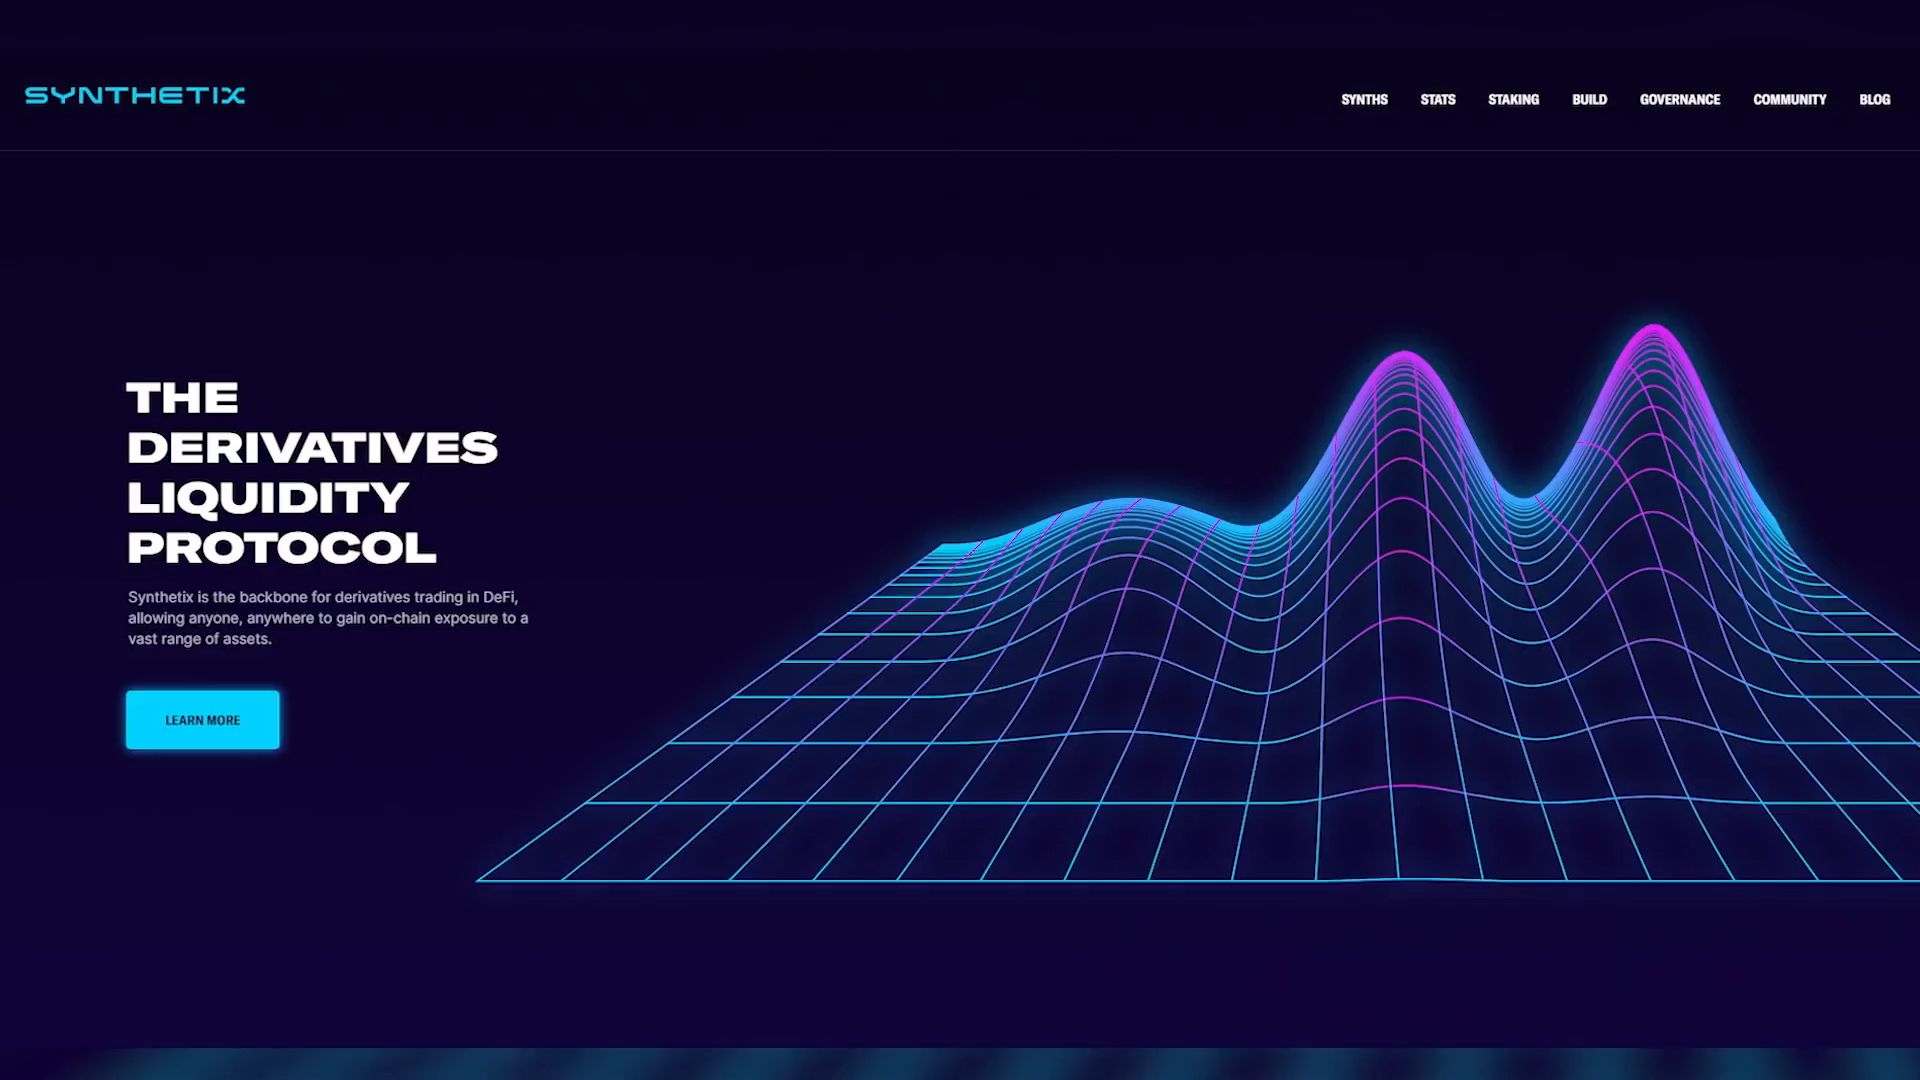 SYNTHETIX
SYNTHS STATS STAKING BUILD GOVERNANCE COMMUNITY BLOG
THE
DERIVATIVES
LIQUIDITY
PROTOCOL
Synthetix is the backbone for derivatives trading in DeFi,
allowing anyone, anywhere to gain on-chain exposure to a
vast range of assets.
LEARN MORE